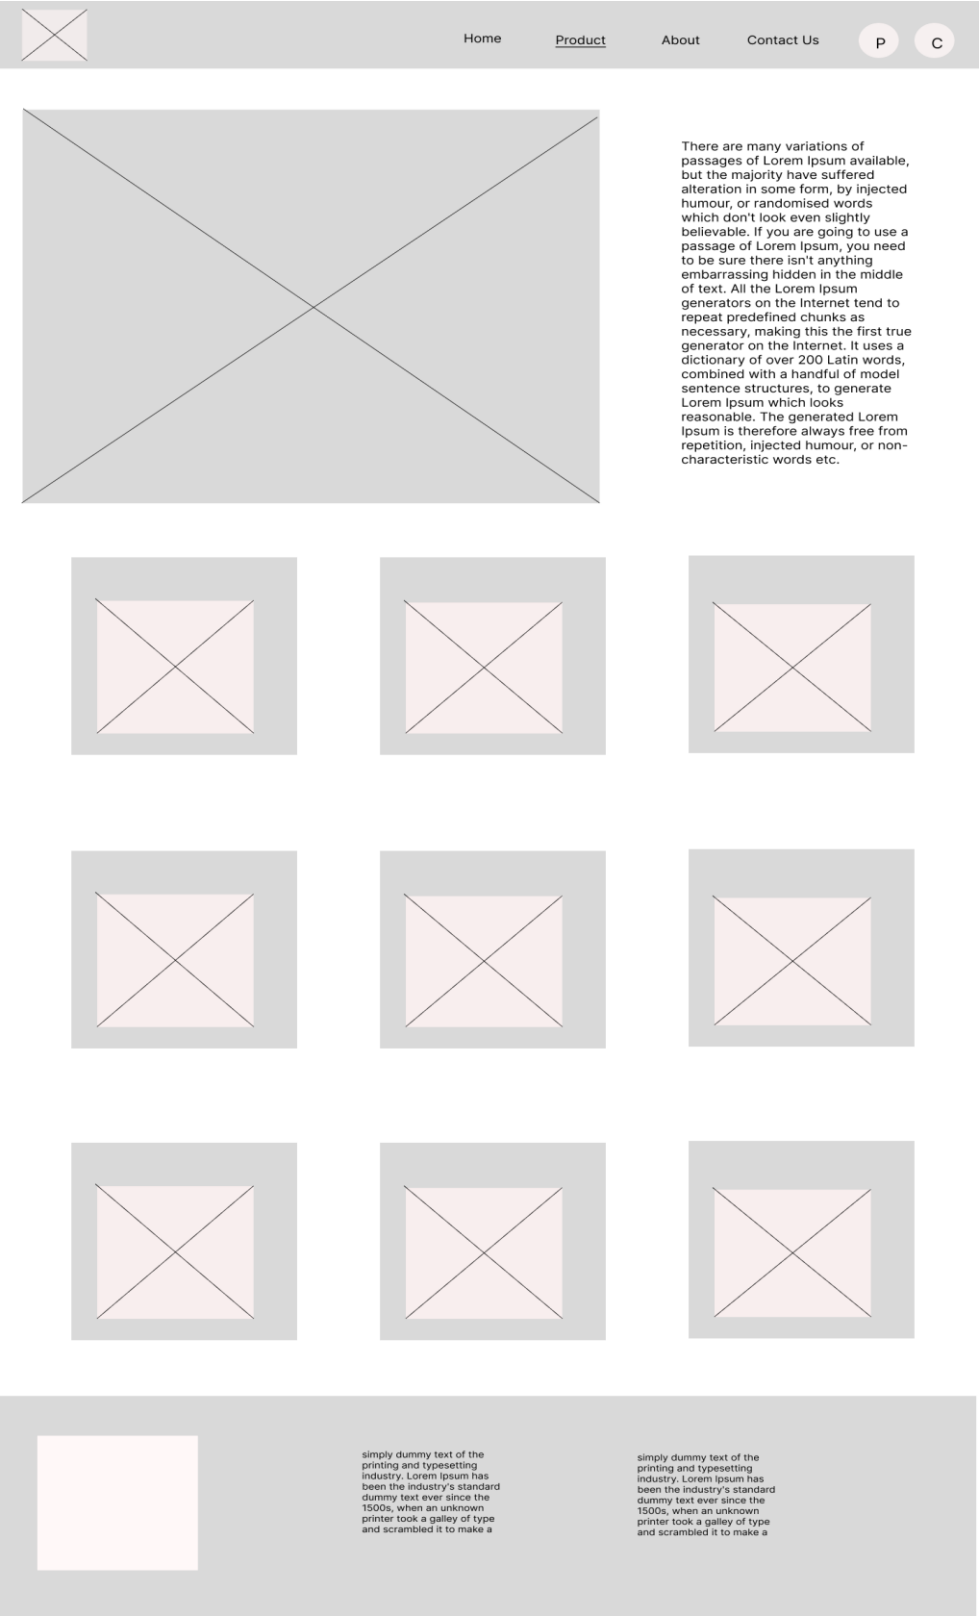 Home
Product
About
Contact Us
P
C
There are many variations of
passages of Lorem Ipsum available,
but the majority have suffered
alteration in some form, by injected
humour, or randomised words
which don't look even slightly
believable. If you are going to use a
passage of Lorem Ipsum, you need
to be sure there isn't anything
embarrassing hidden in the middle
of text. All the Lorem Ipsum
generators on the Internet tend to
repeat predefined chunks as
necessary, making this the first true
generator on the Internet. It uses a
dictionary of over 200 Latin words,
combined with a handful of model
sentence structures, to generate
Lorem Ipsum which looks
reasonable. The generated Lorem
Ipsum is therefore always free from
repetition, injected humour, or non-
characteristic words etc.
simply dummy text of the
printing and typesetting
industry. Lorem Ipsum has
been the industry's standard
dummy text ever since the
1500s, when an unknown
printer took a galley of type
and scrambled it to make a
simply dummy text of the
printing and typesetting
industry. Lorem Ipsum has
been the industry's standard
dummy text ever since the
1500s, when an unknown
printer took a galley of type
and scrambled it to make a